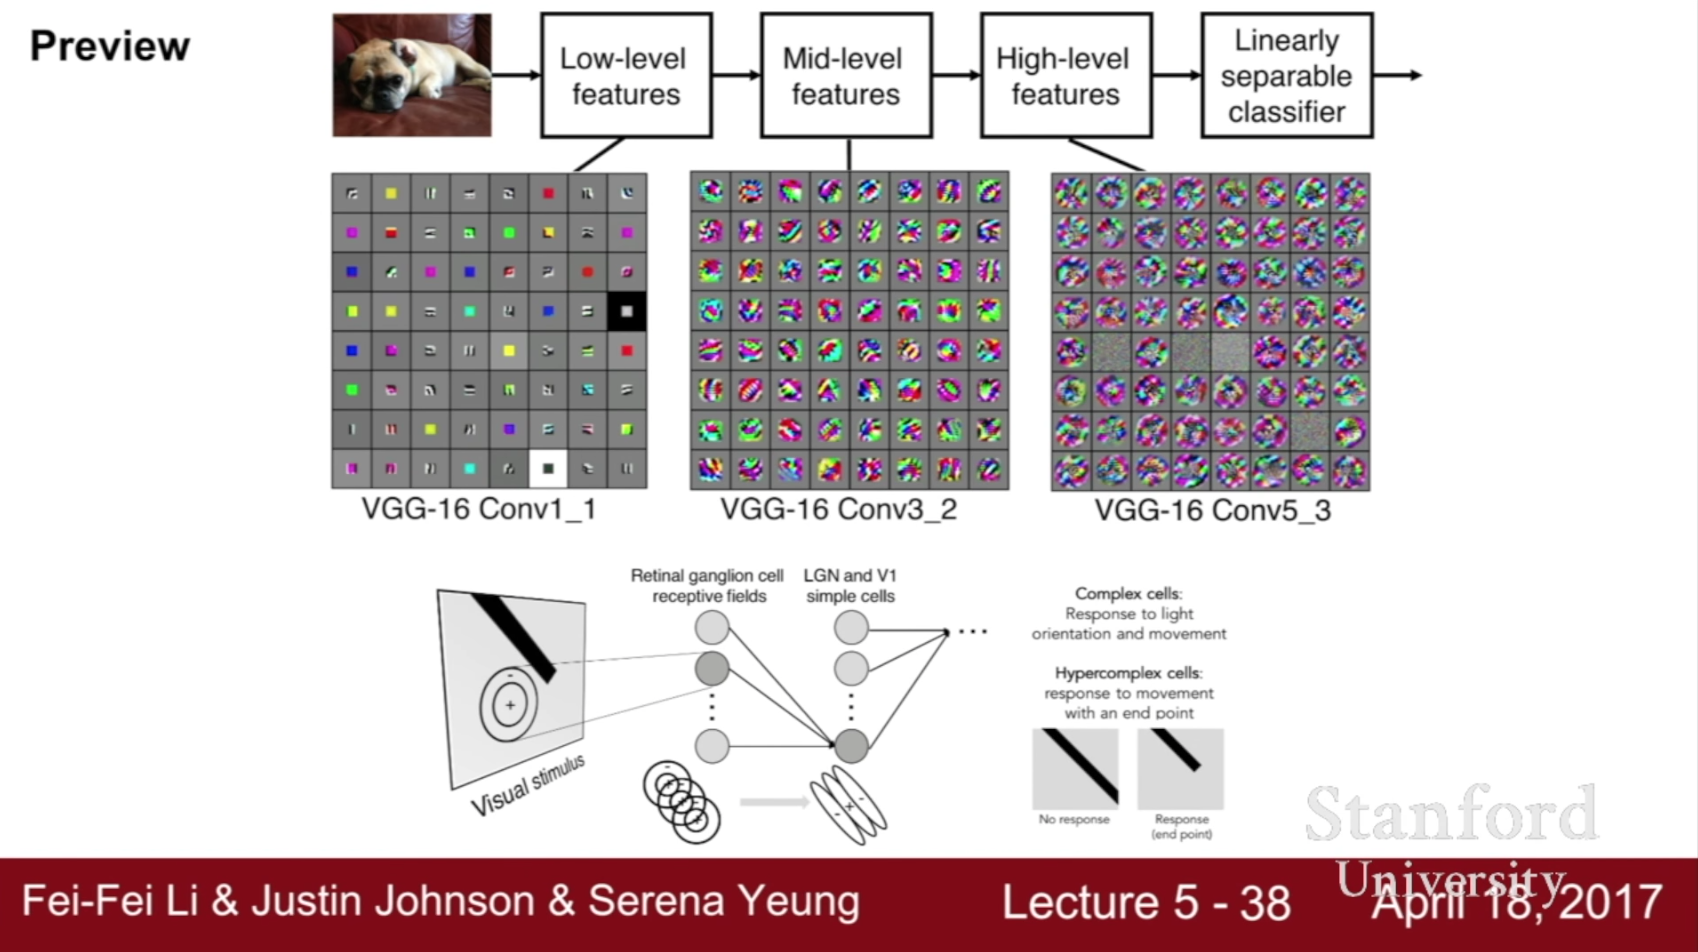 Preview
Low-level
features
Mid-level
features
High-level
features
Linearly
separable
classifier
VGG-16 Conv1_1
VGG-16 Conv3_2
VGG-16 Conv5_3
Retinal ganglion cell
receptive fields
LGN and V1
simple cells
Complex cells:
Response to light
orientation and movement
Hypercomplex cells:
response to movement
with an end point
- 
+
Visual stimulus
No response
Response
(end point)
Stanford
University
Fei-Fei Li & Justin Johnson & Serena Yeung
Lecture 5 - 38
April 18, 2017